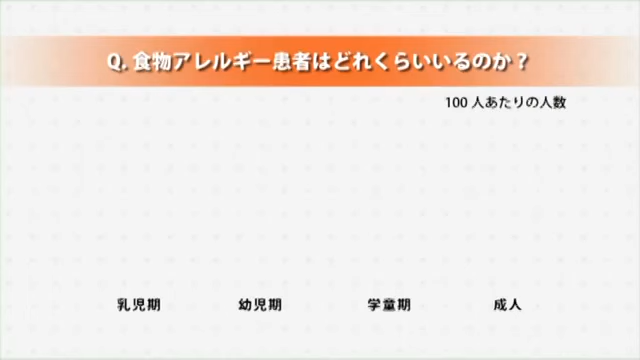 Q. 食物アレルギー患者はどれくらいいるのか?
100 人あたりの人数
乳児期 幼児期 学童期 成人